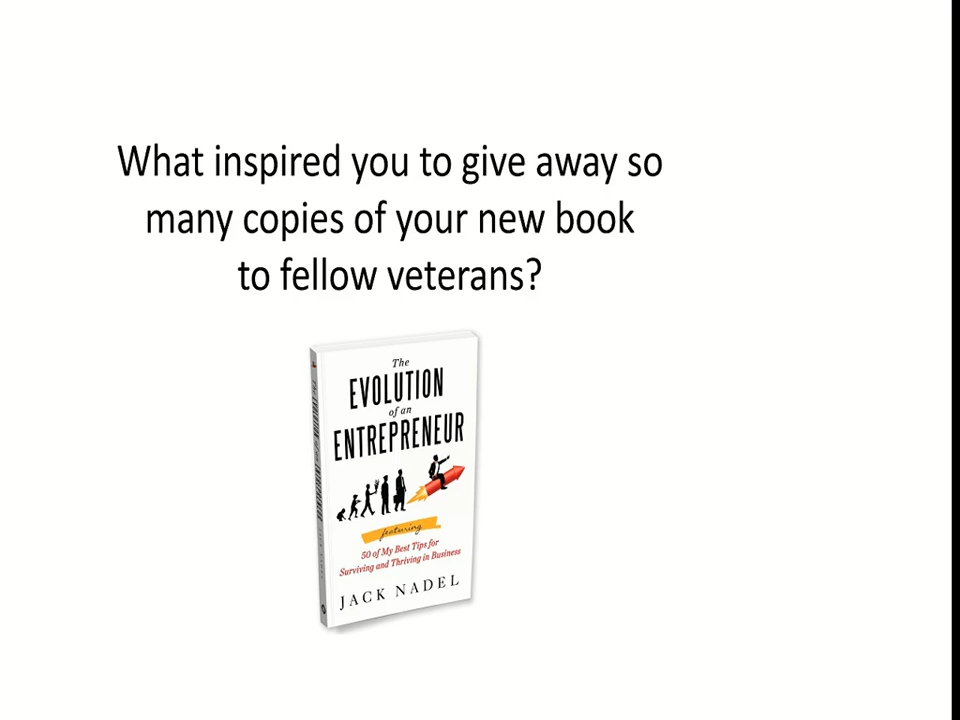 What inspired you to give away so
many copies of your new book
to fellow veterans?
The
EVOLUTION
of an
ENTREPRENEUR
featuring
50 of My Best Tips for
Surviving and Thriving in Business
JACK NADEL